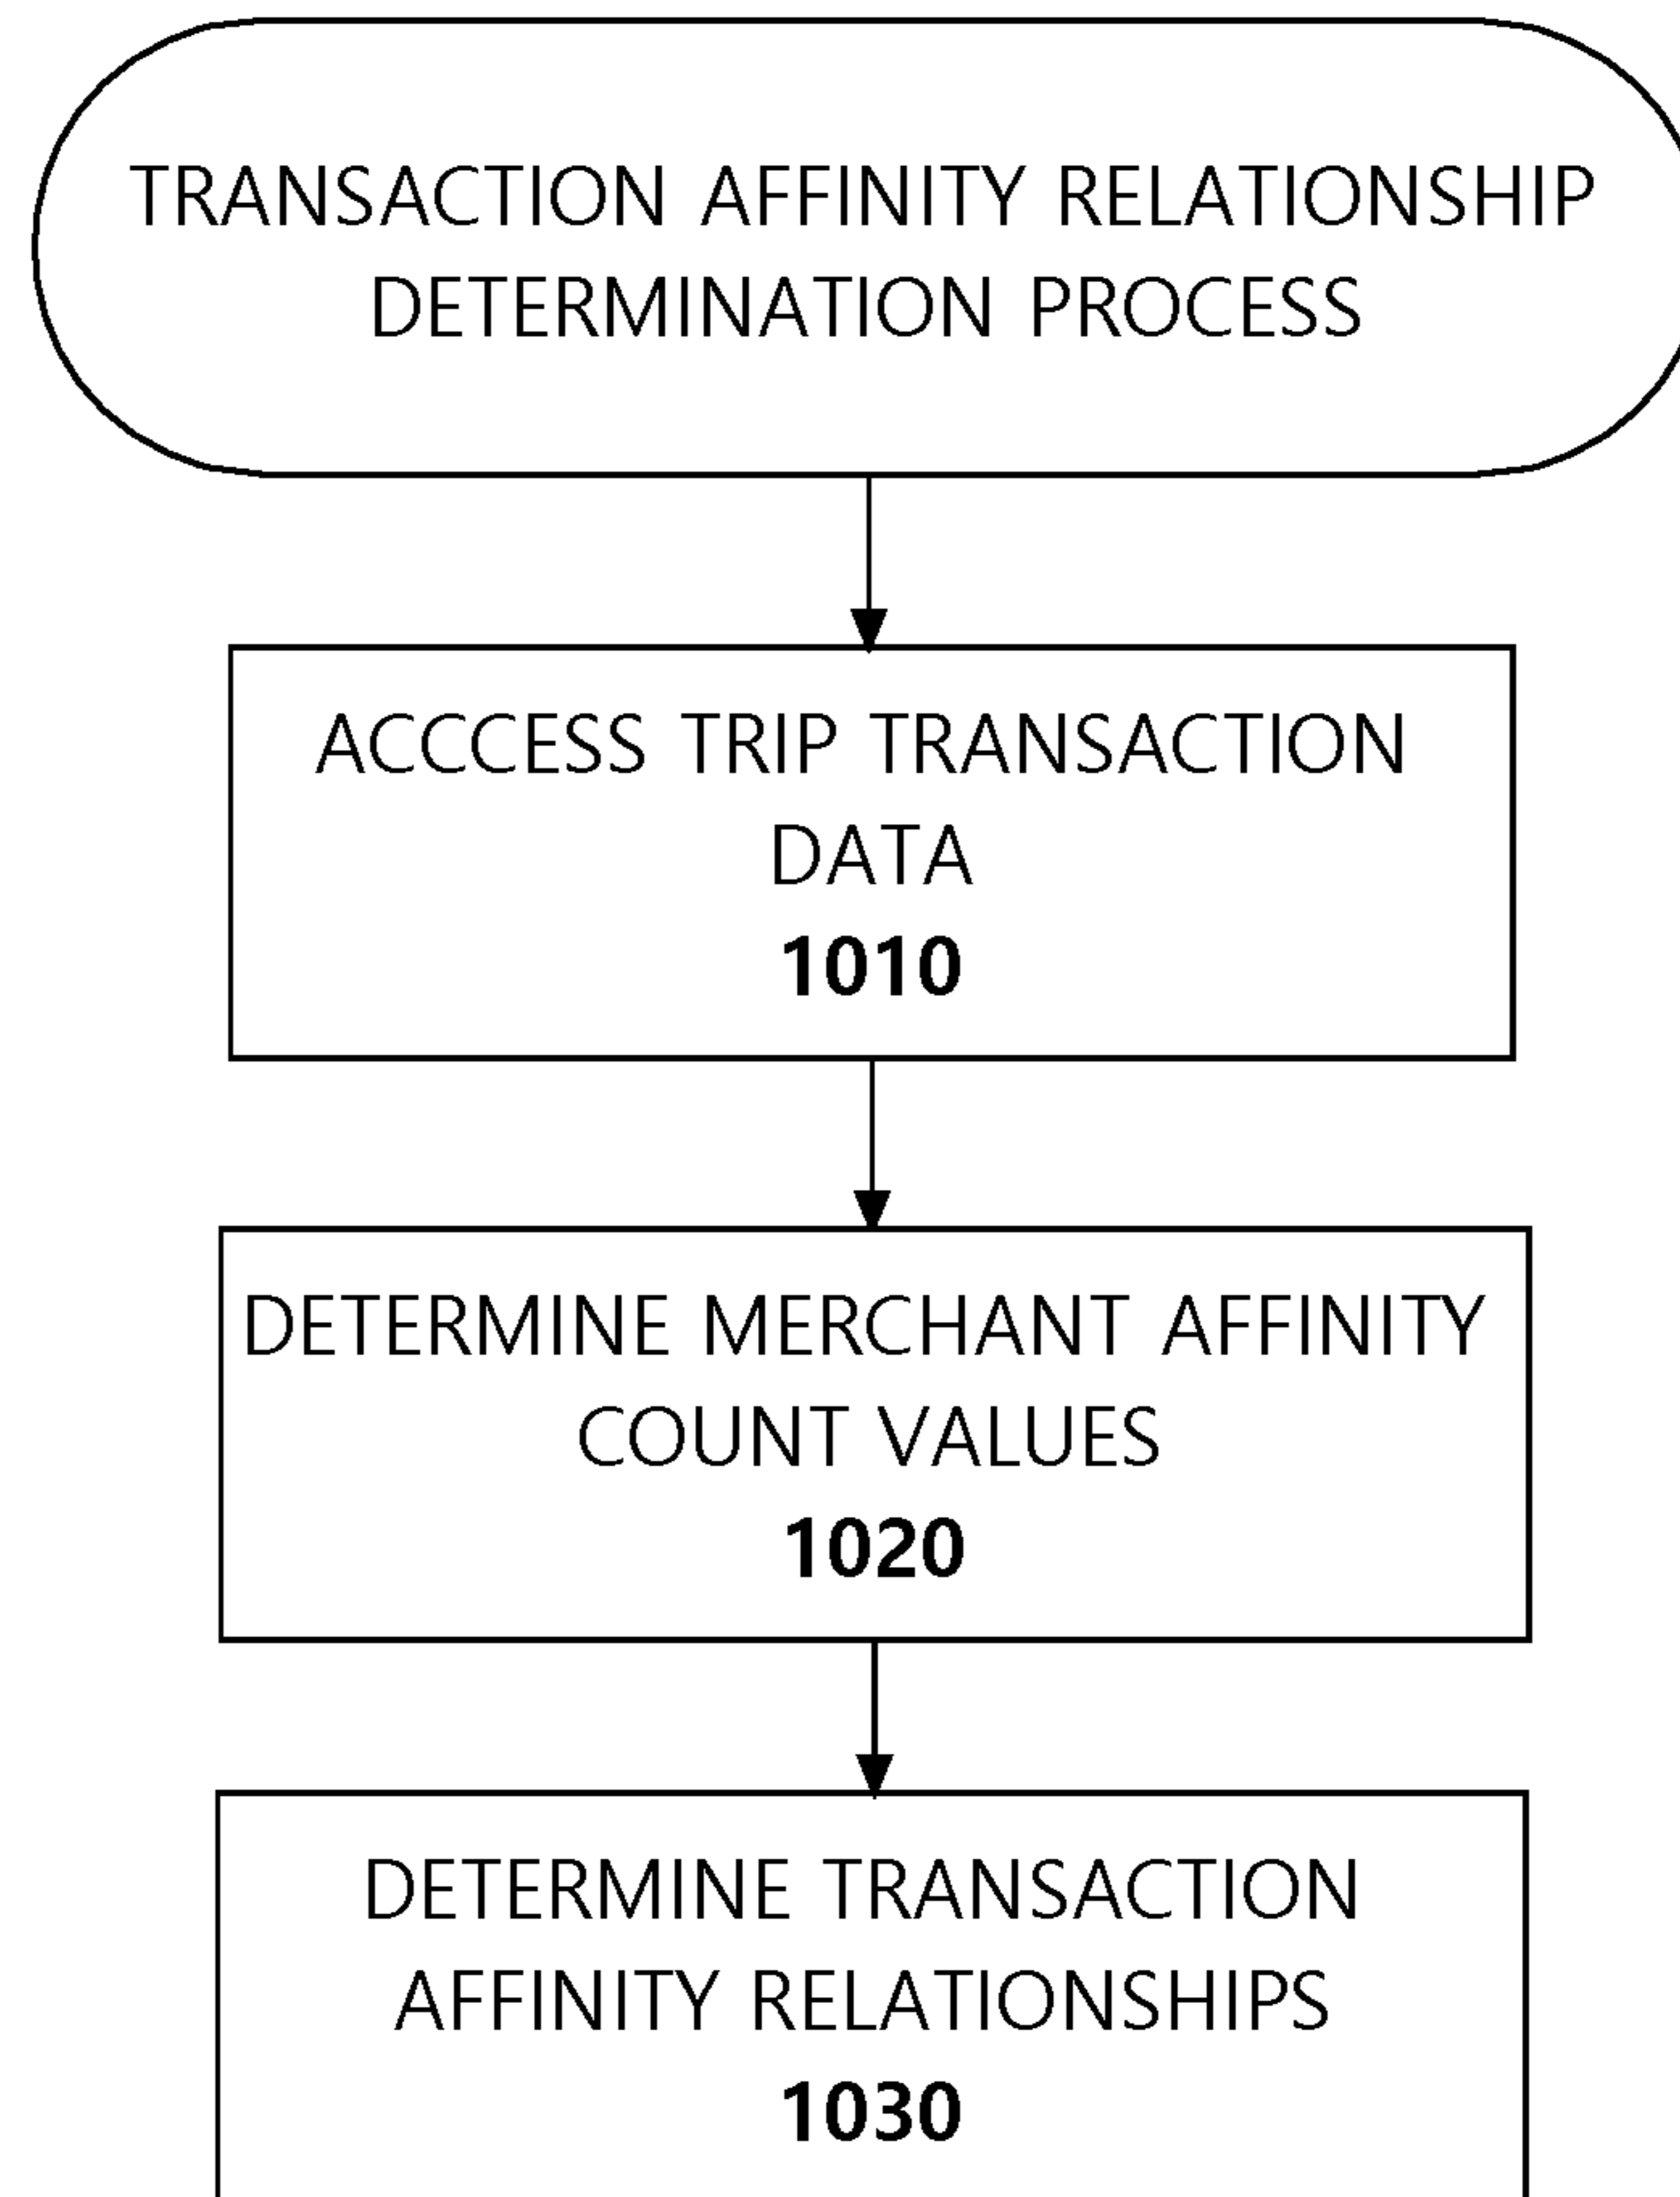 TRANSACTION AFFINITY RELATIONSHIP
DETERMINATION PROCESS
ACCCESS TRIP TRANSACTION
DATA
1010
DETERMINE MERCHANT AFFINITY
COUNT VALUES
1020
DETERMINE TRANSACTION
AFFINITY RELATIONSHIPS
1030